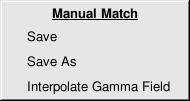 Manual Match
Save
Save As
Interpolate Gamma Field